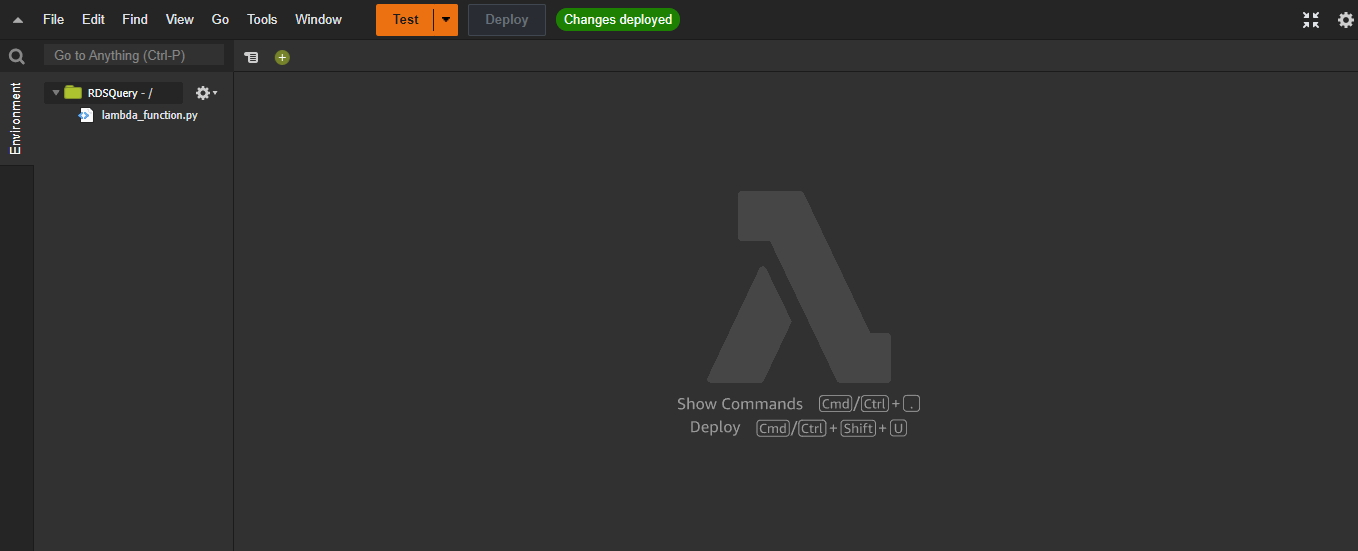 File Edit Find View Go Tools Window Test Deploy Changes deployed
Go to Anything (Ctrl-P)
Environment
RDSQuery - /
lambda_function.py
Show Commands Cmd/Ctrl + .
Deploy Cmd/Ctrl + Shift + U